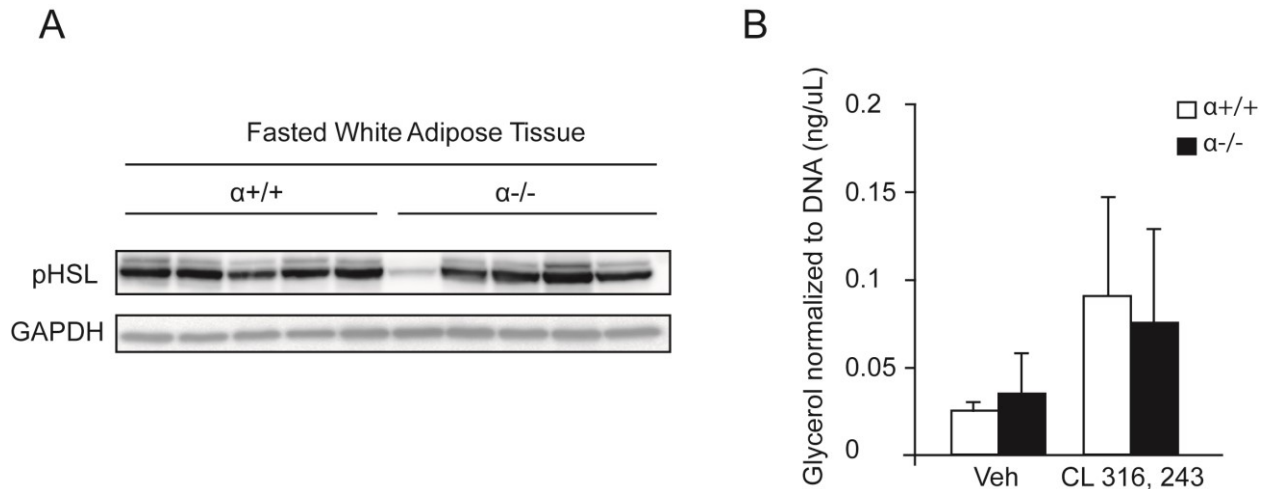 A
Fasted White Adipose Tissue
α+/+ α-/-
pHSL
GAPDH
B
Glycerol normalized to DNA (ng/uL)
0.2
0.15
0.1
0.05
0
α+/+
α-/-
Veh CL 316, 243